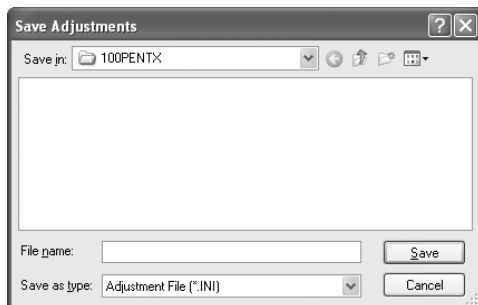 Save Adjustments
Save in: 100PENTX
File name:
Save
Save as type: Adjustment File (*.INI)
Cancel